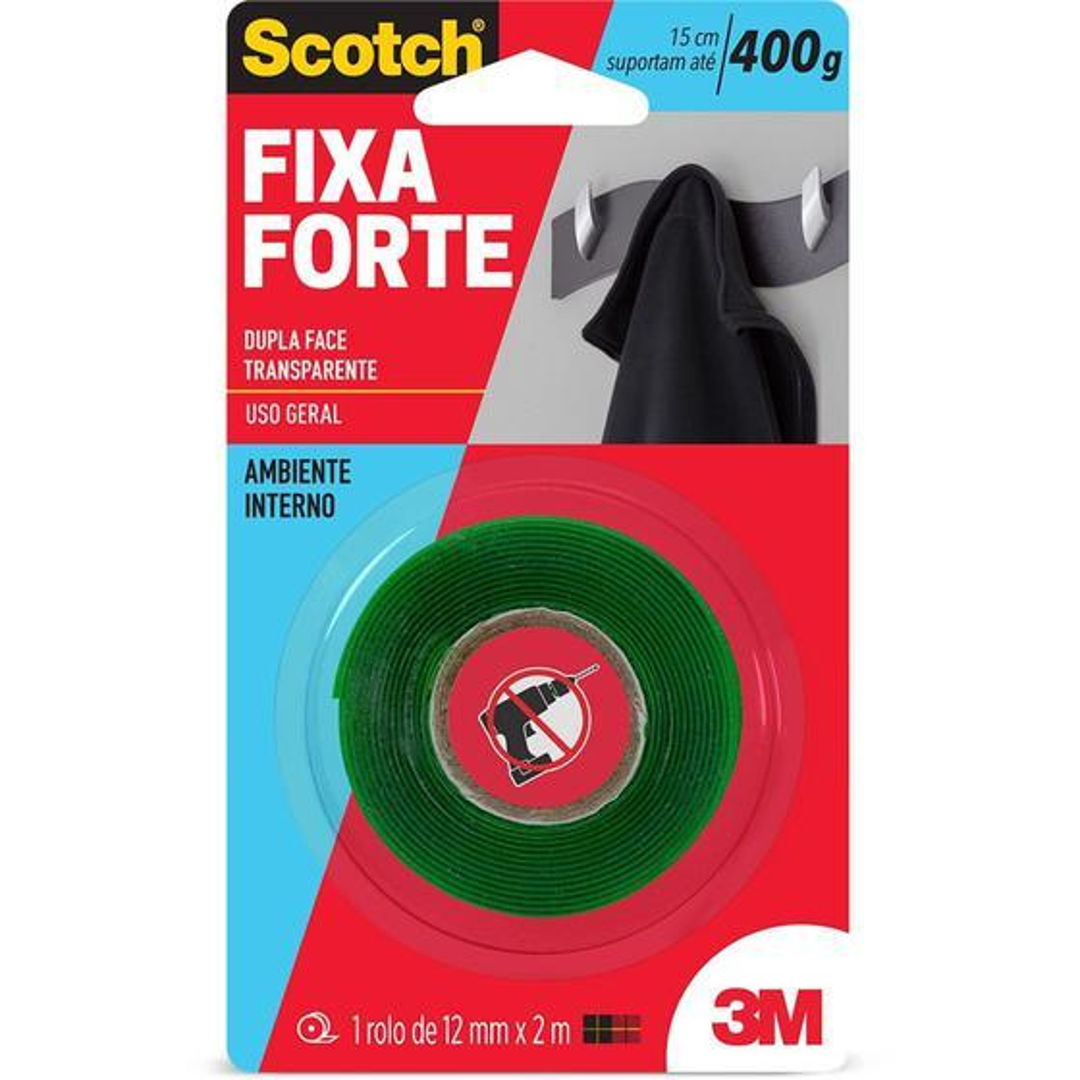 Scotch®
15 cm
suportam até
400g
FIXA
FORTE
DUPLA FACE
TRANSPARENTE
USO GERAL
AMBIENTE
INTERNO
1 rolo de 12 mm x 2 m
3M